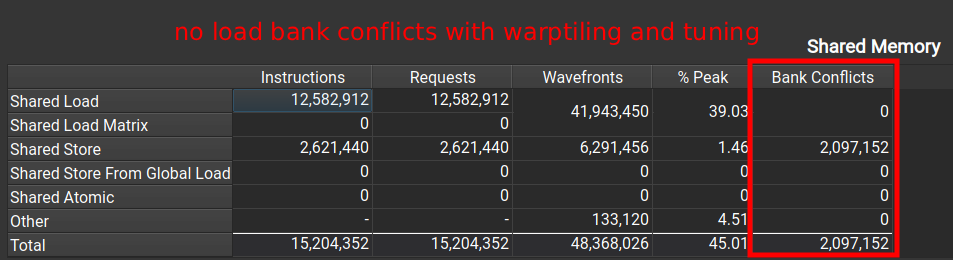 no load bank conflicts with warptiling and tuning
Shared Memory
Instructions Requests Wavefronts % Peak Bank Conflicts
Shared Load 12,582,912 12,582,912 41,943,450 39.03 0
Shared Load Matrix 0 0
Shared Store 2,621,440 2,621,440 6,291,456 1.46 2,097,152
Shared Store From Global Load 0 0 0 0 0
Shared Atomic 0 0 0 0 0
Other - - 133,120 4.51 0
Total 15,204,352 15,204,352 48,368,026 45.01 2,097,152